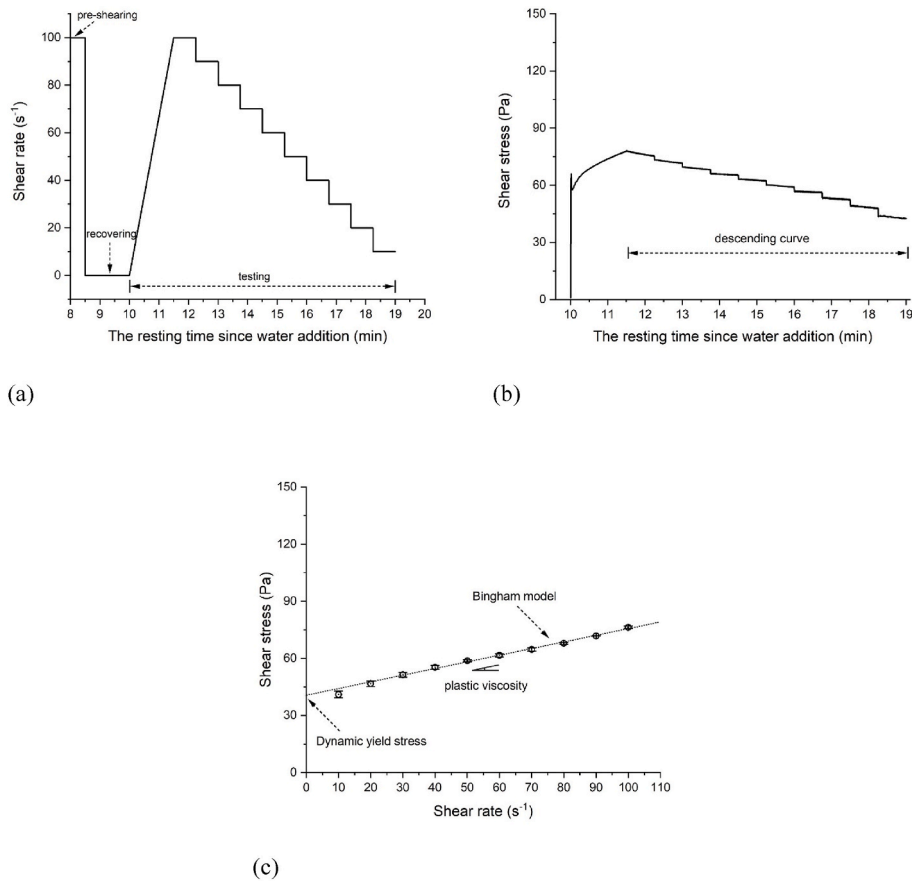 pre-shearing
100
80
60
40
20
0
Shear rate (s⁻¹)
recovering
testing
8 9 10 11 12 13 14 15 16 17 18 19 20
The resting time since water addition (min)
(a)
150
120
90
60
30
0
Shear stress (Pa)
descending curve
10 11 12 13 14 15 16 17 18 19
The resting time since water addition (min)
(b)
150
120
90
60
30
0
Shear stress (Pa)
Bingham model
plastic viscosity
Dynamic yield stress
0 10 20 30 40 50 60 70 80 90 100 110
Shear rate (s⁻¹)
(c)